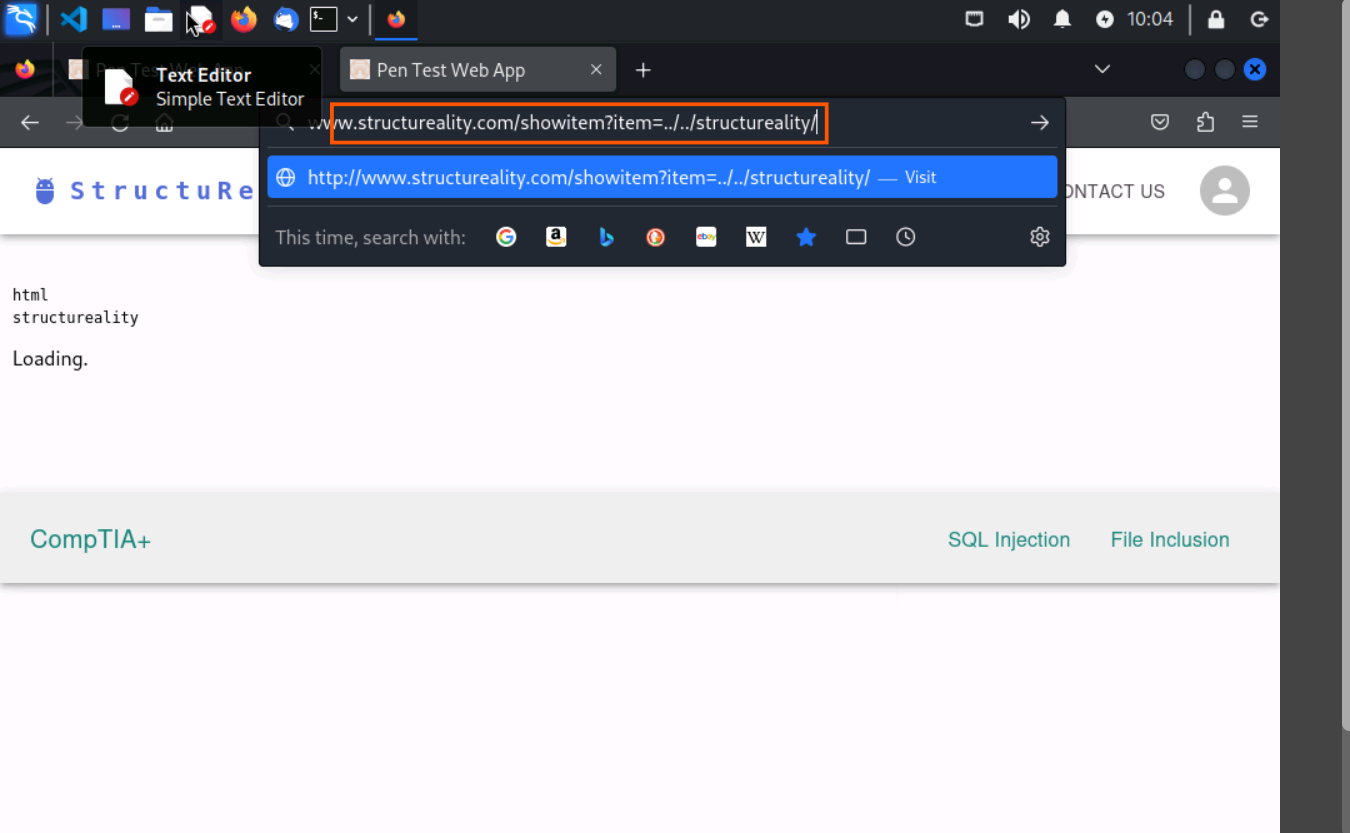 $-
10:04
Text Editor
Simple Text Editor
Pen Test Web App
www.structureality.com/showitem?item=../../structureality/
http://www.structureality.com/showitem?item=../../structureality/ — Visit
StructuRe
ONTACT US
This time, search with:
a
ebay
W
html
structureality
Loading.
CompTIA+
SQL Injection
File Inclusion